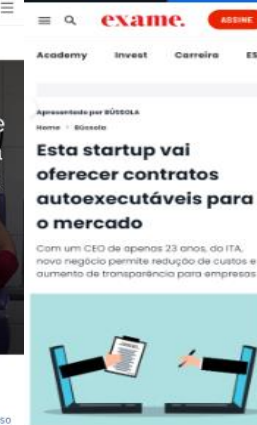 exame.
ASSINE
Academy Invest Carreira ES
Apresentado por BÚSSOLA
Home > Bússola
Esta startup vai
oferecer contratos
autoexecutáveis para
o mercado
Com um CEO de apenas 23 anos, do ITA,
novo negócio permite redução de custos e
aumento de transparência para empresas
so